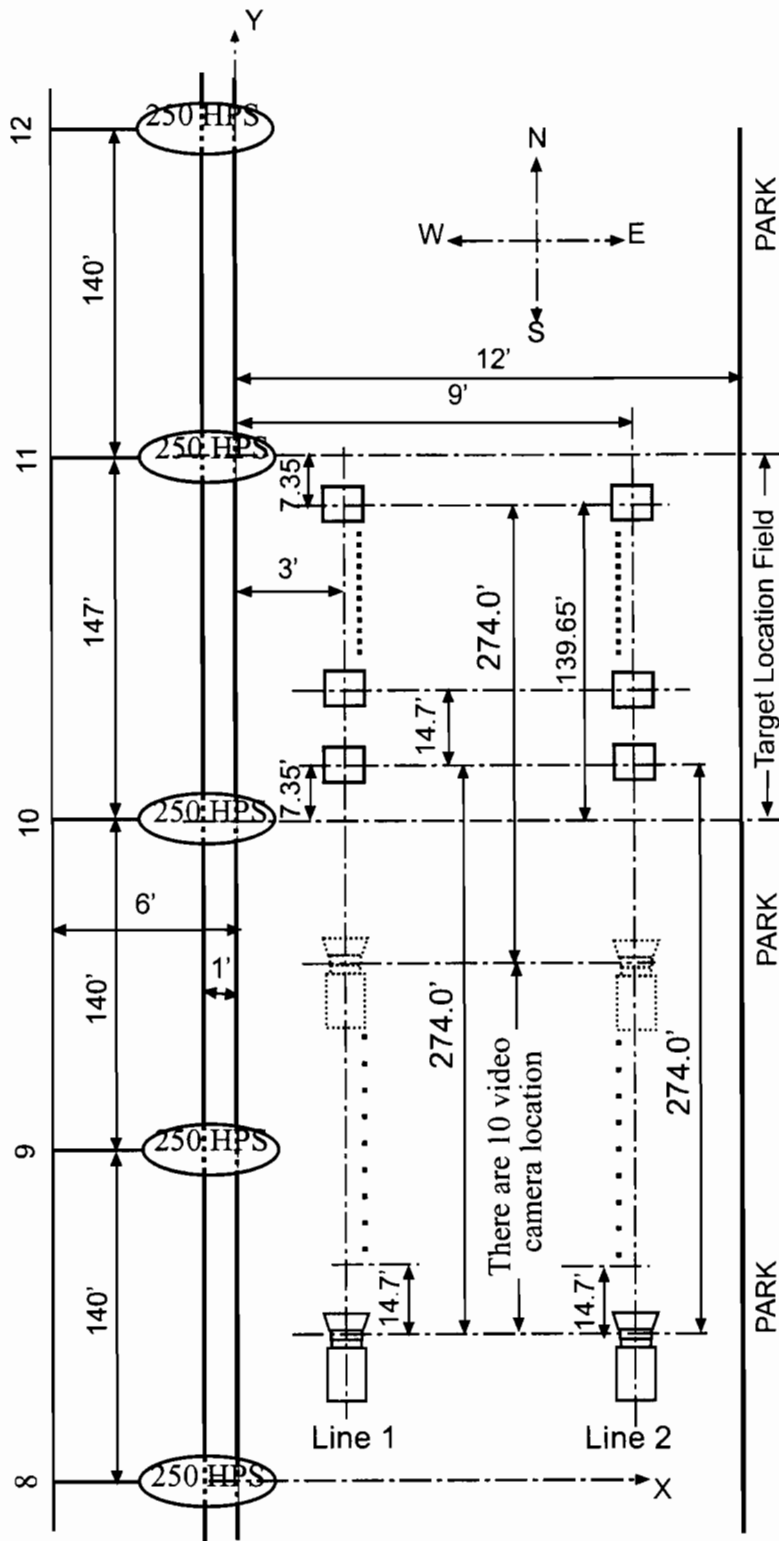 Y
12
250 HPS
N
140'
W
E
PARK
S
12'
9'
11
250 HPS
7.35'
3'
147'
274.0'
139.65'
Target Location Field
14.7'
7.35'
10
250 HPS
6'
1'
PARK
140'
274.0'
There are 10 video
camera location
274.0'
9
250 HPS
14.7'
14.7'
140'
PARK
Line 1
Line 2
8
250 HPS
X